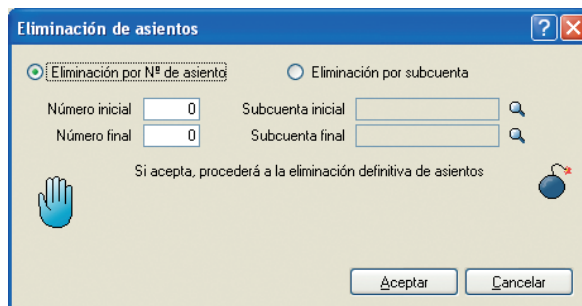 Eliminación de asientos
Eliminación por Nº de asiento Eliminación por subcuenta
Número inicial 0 Subcuenta inicial
Número final 0 Subcuenta final
Si acepta, procederá a la eliminación definitiva de asientos
Aceptar Cancelar